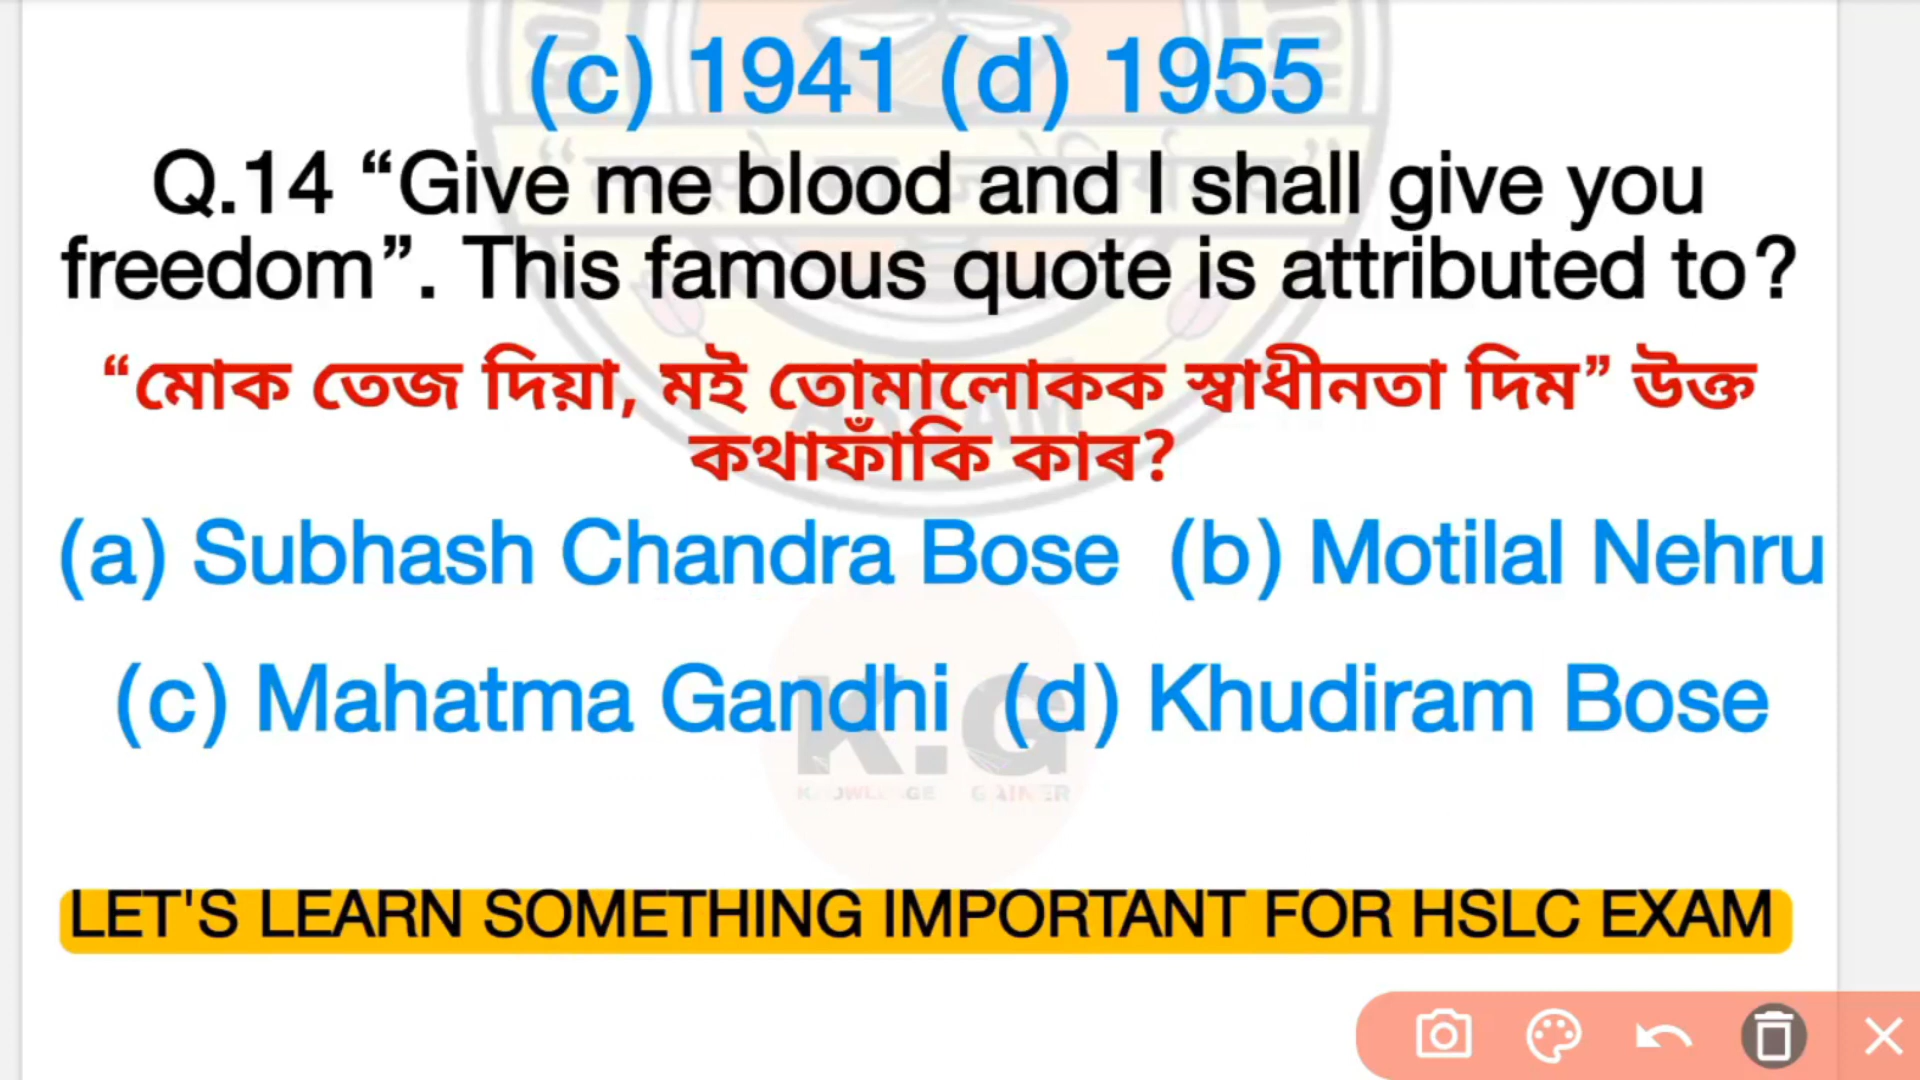 (c) 1941 (d) 1955
Q.14 “Give me blood and I shall give you
freedom”. This famous quote is attributed to?
“মোক তেজ দিয়া, মই তোমালোকক স্বাধীনতা দিম” উক্ত
কথাফাঁকি কাৰ?
(a) Subhash Chandra Bose (b) Motilal Nehru
(c) Mahatma Gandhi (d) Khudiram Bose
K.G
LET'S LEARN SOMETHING IMPORTANT FOR HSLC EXAM